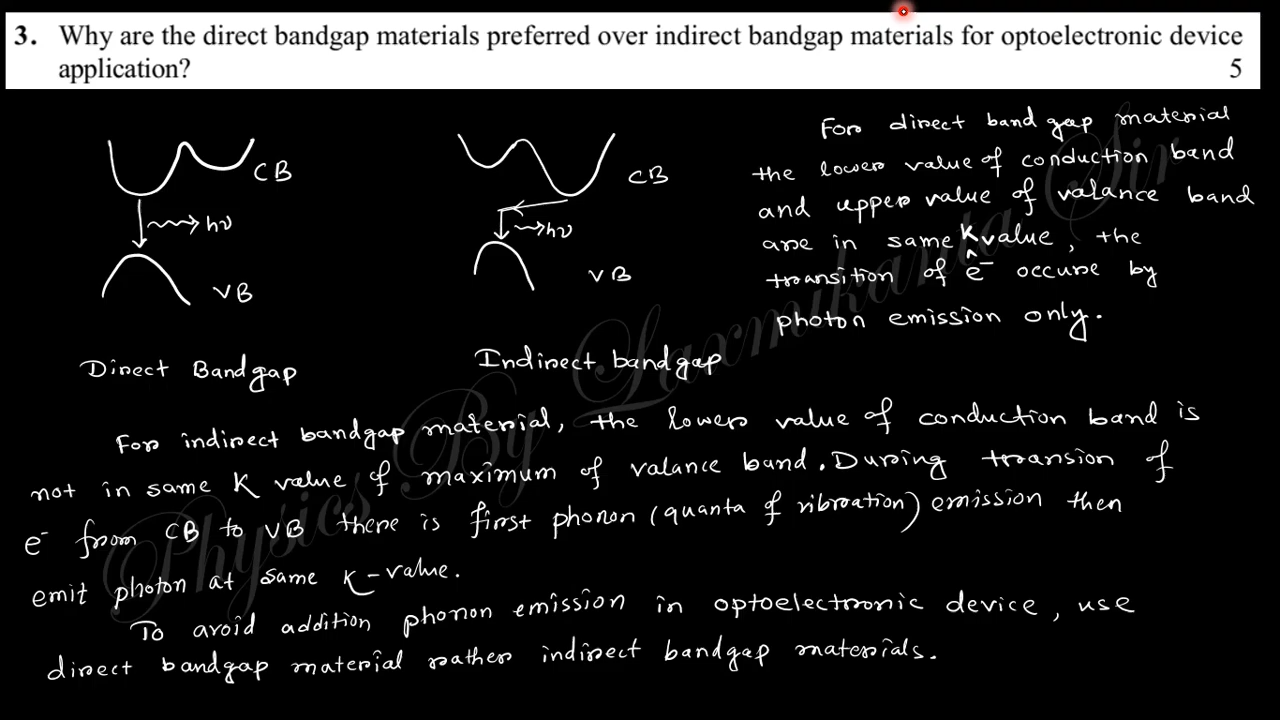 3. Why are the direct bandgap materials preferred over indirect bandgap materials for optoelectronic device
application? 5
CB
hν
VB
Direct Bandgap
CB
hν
VB
Indirect bandgap
For direct band gap material
the lower value of conduction band
and upper value of valance band
are in same K value, the
transition of e⁻ occure by
photon emission only.
For indirect bandgap material, the lower value of conduction band is
not in same K value of maximum of valance band. During transion of
e⁻ from CB to VB there is first phonon (quanta of vibration) emission then
emit photon at same K-value.
To avoid addition phonon emission in optoelectronic device, use
direct bandgap material rather indirect bandgap materials.
Physics By Laxmikanta Sir